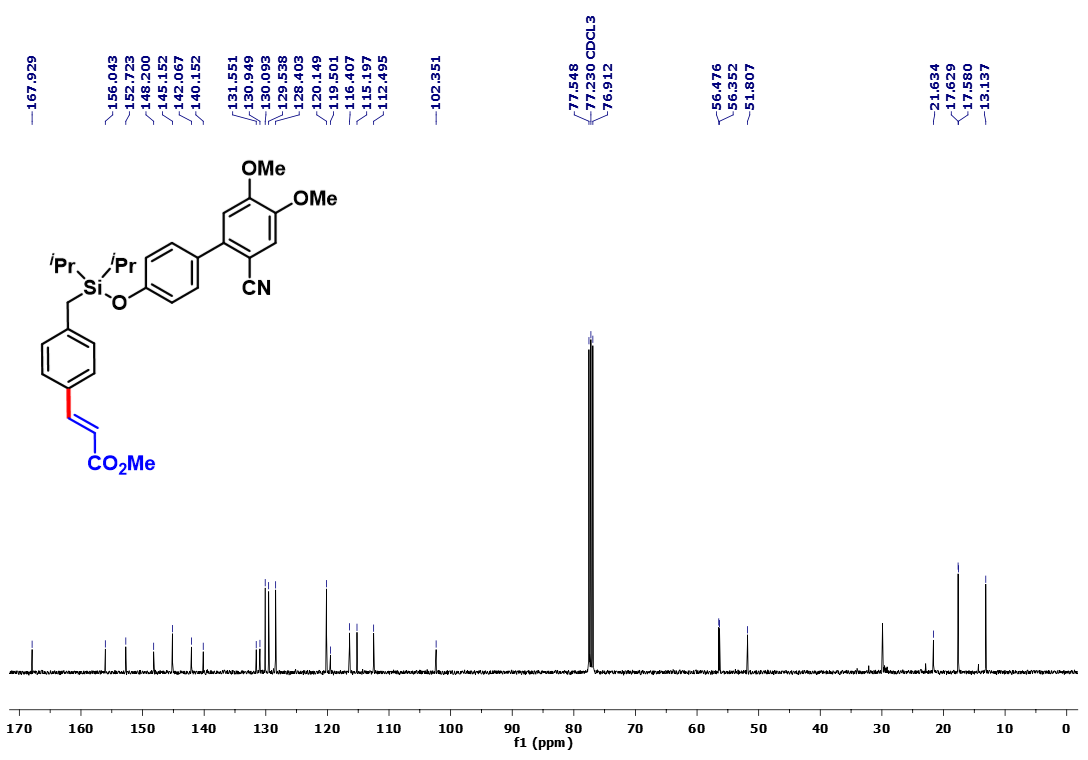 167.929
156.043
152.723
148.200
145.152
142.067
140.152
131.551
130.949
130.093
129.538
128.403
120.149
119.501
116.407
115.197
112.495
102.351
77.548
77.230 CDCL3
76.912
56.476
56.352
51.807
21.634
17.629
17.580
13.137
OMe
OMe
iPr iPr
Si
O
CN
CO2Me
170 160 150 140 130 120 110 100 90 80 70 60 50 40 30 20 10 0
f1 (ppm)